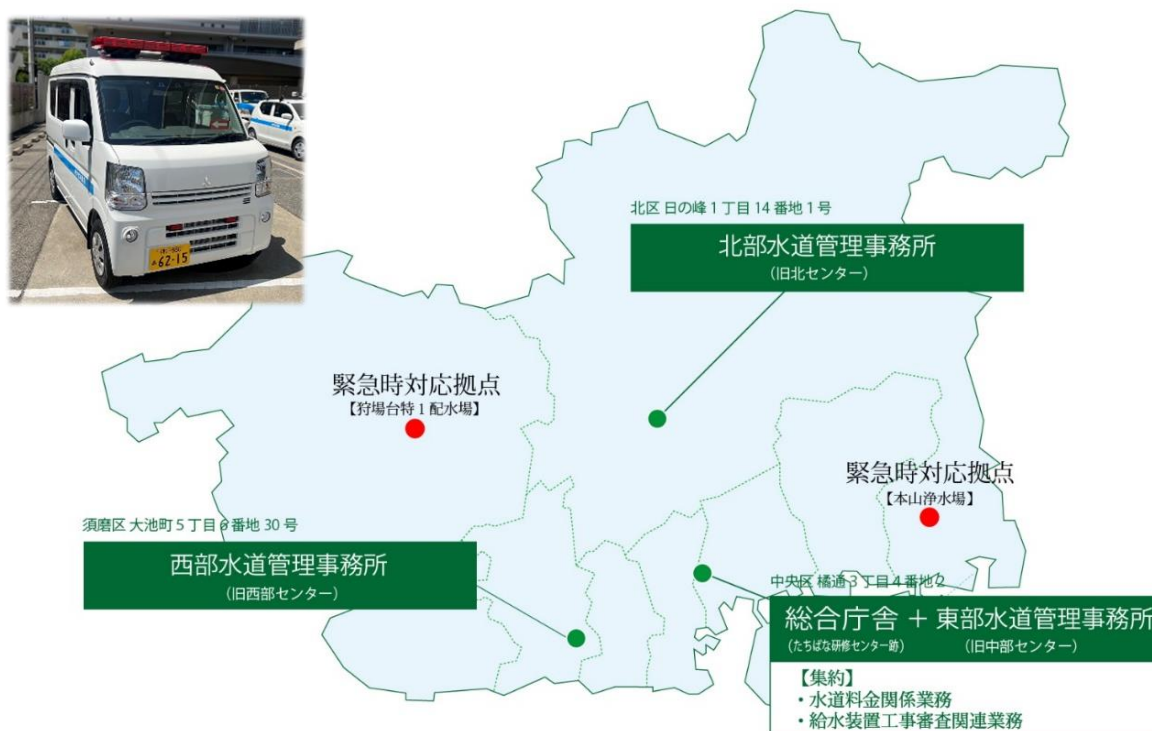 6215
北区 日の峰 1 丁目 14 番地 1 号
北部水道管理事務所
(旧北センター)
緊急時対応拠点
【狩場台特 1 配水場】
緊急時対応拠点
【本山浄水場】
須磨区 大池町 5 丁目 6 番地 30 号
西部水道管理事務所
(旧西部センター)
中央区 橘通 3 丁目 4 番地 2
総合庁舎 + 東部水道管理事務所
(たちばな研修センター跡) (旧中部センター)
【集約】
・水道料金関係業務
・給水装置工事審査関連業務